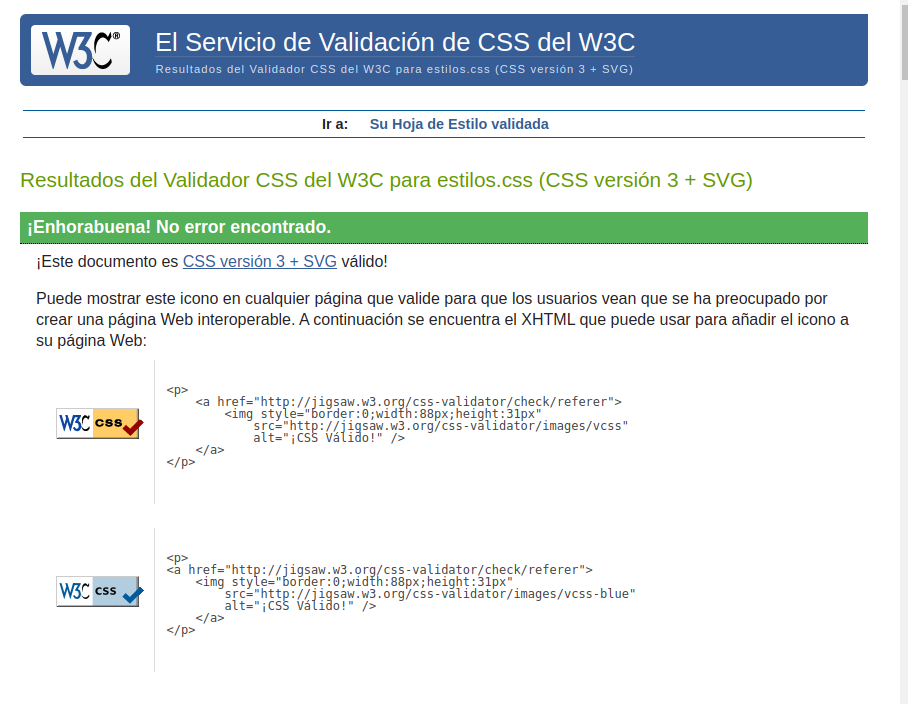 W3C®
El Servicio de Validación de CSS del W3C
Resultados del Validador CSS del W3C para estilos.css (CSS versión 3 + SVG)
Ir a: Su Hoja de Estilo validada
Resultados del Validador CSS del W3C para estilos.css (CSS versión 3 + SVG)
¡Enhorabuena! No error encontrado.
¡Este documento es CSS versión 3 + SVG válido!
Puede mostrar este icono en cualquier página que valide para que los usuarios vean que se ha preocupado por
crear una página Web interoperable. A continuación se encuentra el XHTML que puede usar para añadir el icono a
su página Web:
W3C css
<p>
    <a href="http://jigsaw.w3.org/css-validator/check/referer">
        <img style="border:0;width:88px;height:31px"
            src="http://jigsaw.w3.org/css-validator/images/vcss"
            alt="¡CSS Válido!" />
    </a>
</p>
W3C css
<p>
<a href="http://jigsaw.w3.org/css-validator/check/referer">
    <img style="border:0;width:88px;height:31px"
        src="http://jigsaw.w3.org/css-validator/images/vcss-blue"
        alt="¡CSS Válido!" />
    </a>
</p>